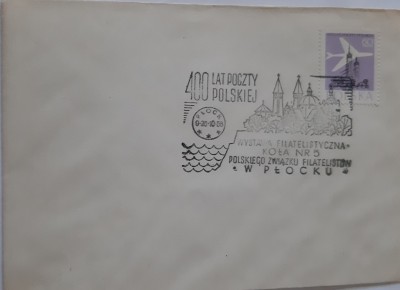 400 LAT POCZTY
POLSKIEJ
PŁOCK
WYSTAWA FILATELISTYCZNA
KOŁA NR 5
POLSKIEGO ZWIĄZKU FILATELISTÓW
W PŁOCKU